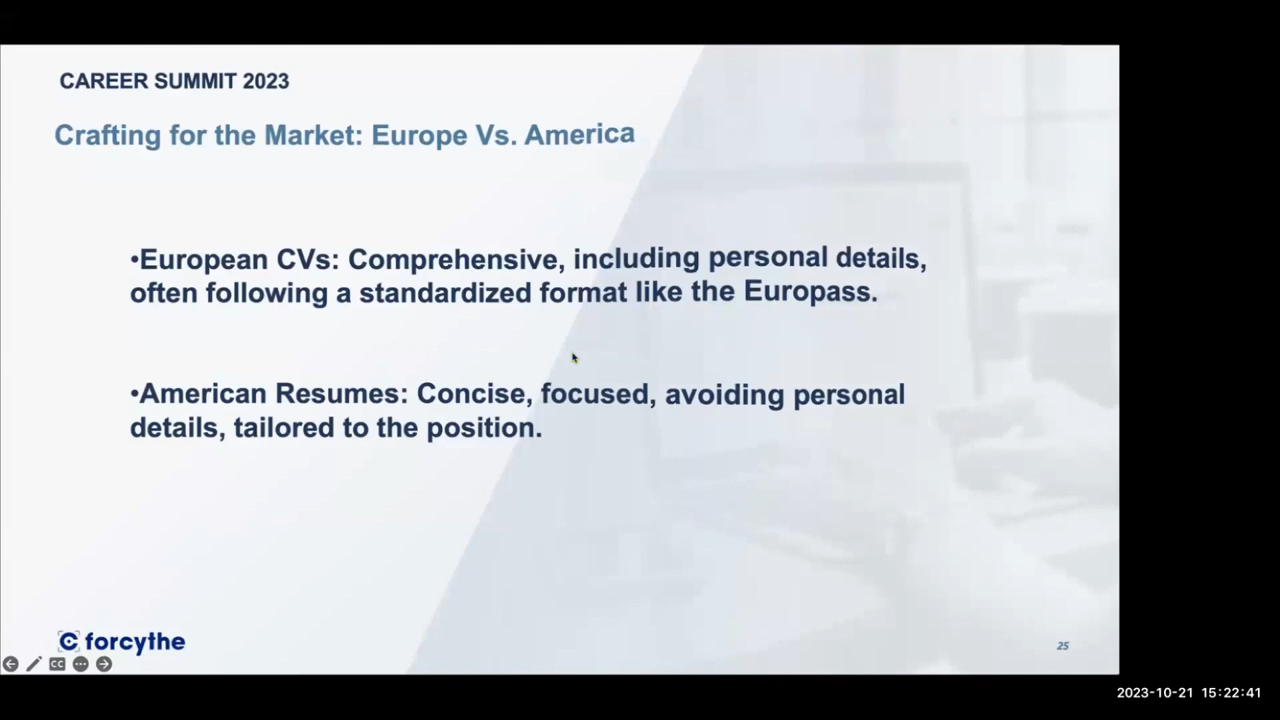 CAREER SUMMIT 2023
Crafting for the Market: Europe Vs. America
•European CVs: Comprehensive, including personal details,
often following a standardized format like the Europass.
•American Resumes: Concise, focused, avoiding personal
details, tailored to the position.
forcythe
25
CC
2023-10-21 15:22:41